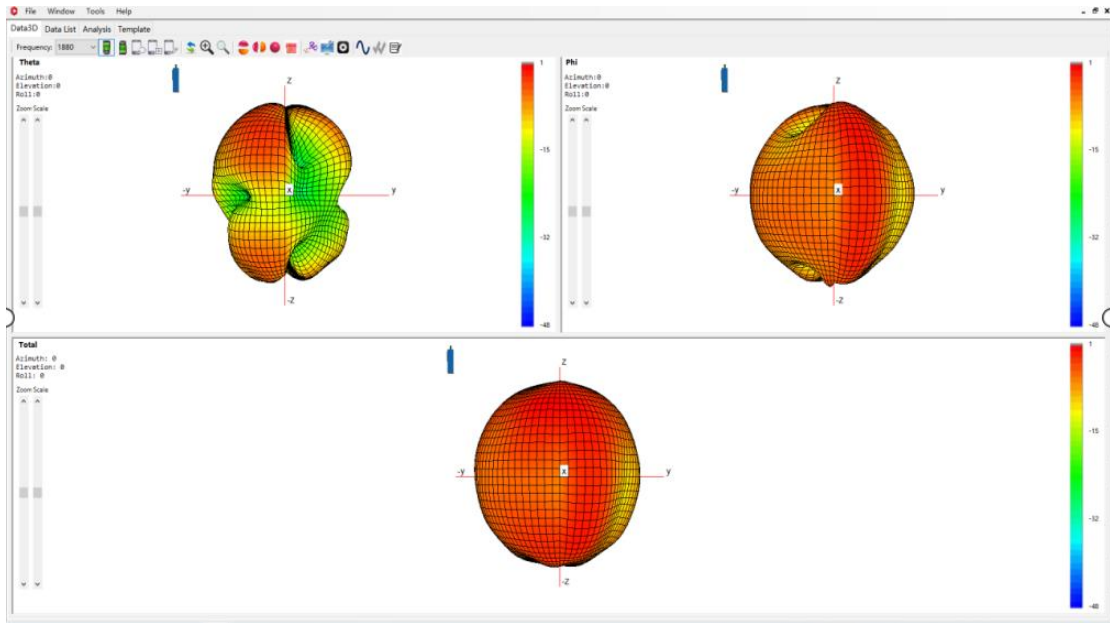 File Window Tools Help
Data3D Data List Analysis Template
Frequency: 1880
Theta
Azimuth:0
Elevation:0
Roll:0
Zoom Scale
z
-y
x
y
-z
1
-15
-32
-48
Phi
Azimuth:0
Elevation:0
Roll:0
Zoom Scale
z
-y
x
y
-z
1
-15
-32
-48
Total
Azimuth: 0
Elevation: 0
Roll: 0
Zoom Scale
z
-y
x
y
-z
1
-15
-32
-48